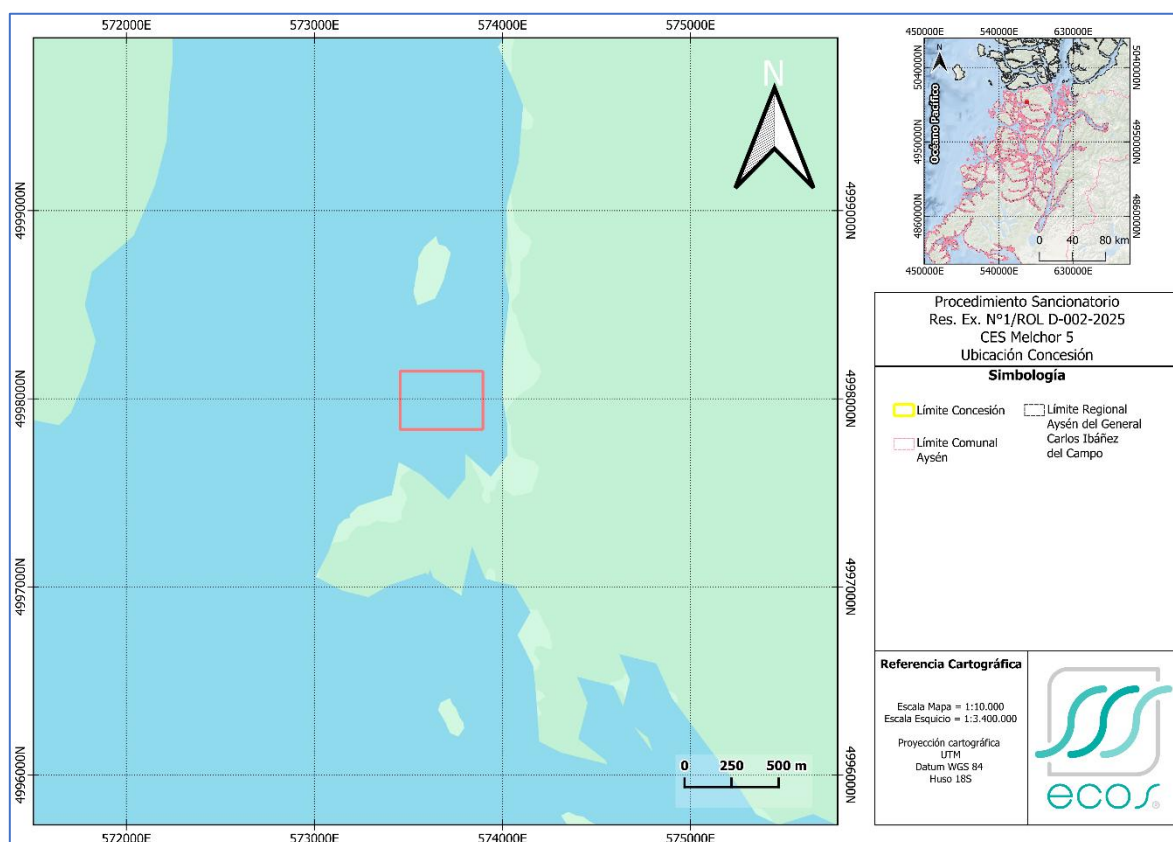 572000E 573000E 574000E 575000E
4999000N
4998000N
4997000N
4996000N
N
0 250 500 m
4999000N
4998000N
4997000N
4996000N
572000E 573000E 574000E 575000E
450000E 540000E 630000E
5040000N
4950000N
4860000N
N
Océano Pacífico
0 40 80 km
5040000N
4950000N
4860000N
450000E 540000E 630000E
Procedimiento Sancionatorio
Res. Ex. N°1/ROL D-002-2025
CES Melchor 5
Ubicación Concesión
Simbología
Límite Concesión
Límite Comunal
Aysén
Límite Regional
Aysén del General
Carlos Ibáñez
del Campo
Referencia Cartográfica
Escala Mapa = 1:10.000
Escala Esquicio = 1:3.400.000
Proyección cartográfica
UTM
Datum WGS 84
Huso 18S
ecos®